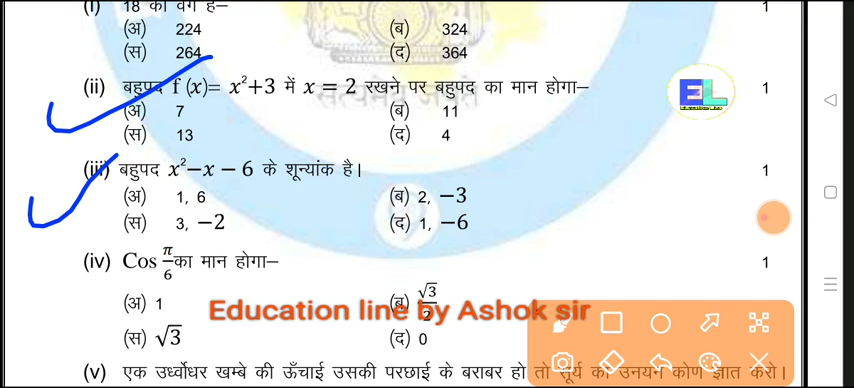 (i) 18 का वर्ग है– 1
(अ) 224 (ब) 324
(स) 264 (द) 364
(ii) बहुपद f (x)= x²+3 में x = 2 रखने पर बहुपद का मान होगा– 1
(अ) 7 (ब) 11
(स) 13 (द) 4
(iii) बहुपद x²−x − 6 के शून्यांक है। 1
(अ) 1, 6 (ब) 2, −3
(स) 3, −2 (द) 1, −6
(iv) Cos π/6 का मान होगा– 1
(अ) 1 (ब) √3/2
Education line by Ashok sir
(स) √3 (द) 0
(v) एक उर्ध्वोधर खम्बे की ऊँचाई उसकी परछाई के बराबर हो तो सूर्य का उनयन कोण ज्ञात करो।
EL